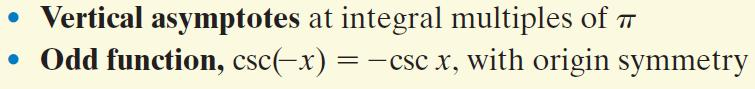 • Vertical asymptotes at integral multiples of π
• Odd function, csc(−x) = −csc x, with origin symmetry